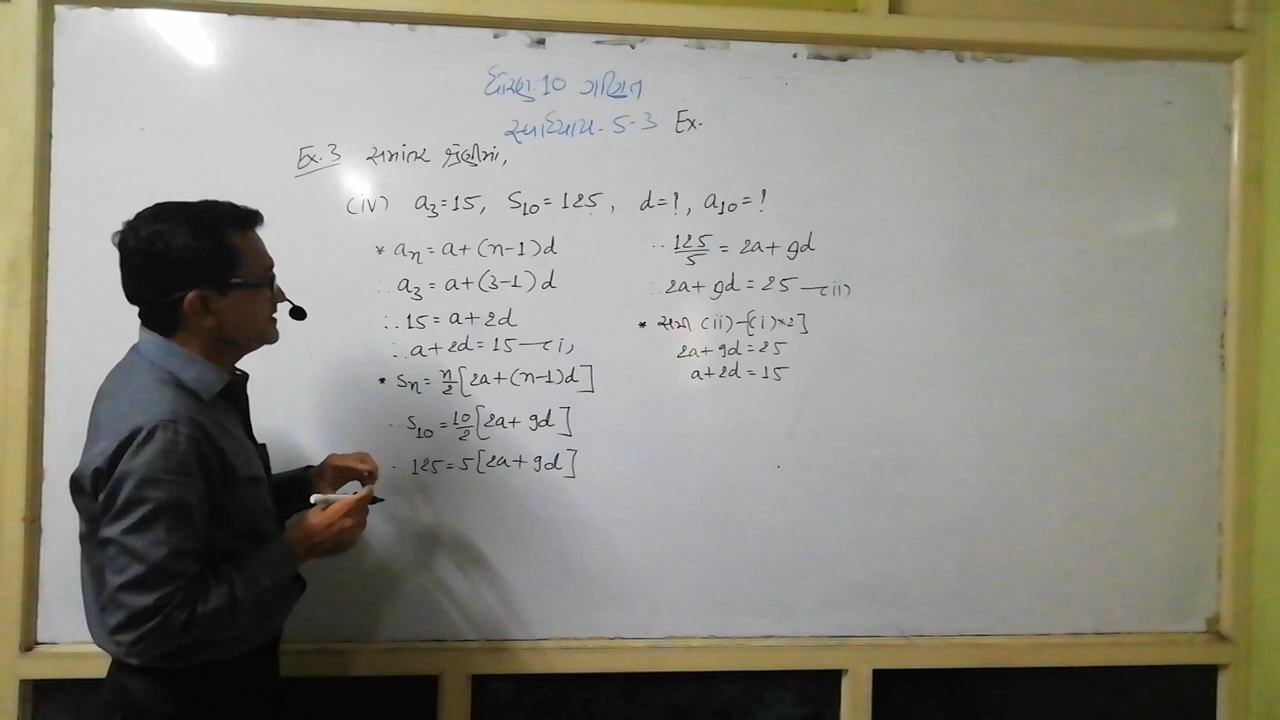 ધોરણ 10 ગણિત
સ્વાધ્યાય - 5.3 Ex.
Ex.3 સમાંતર શ્રેણીમાં,
(iv) a₃=15, S₁₀=125, d=?, a₁₀=?
* aₙ=a+(n-1)d
∴ a₃=a+(3-1)d
∴ 15=a+2d
∴ a+2d=15 —(i)
* Sₙ=n/2[2a+(n-1)d]
∴ S₁₀=10/2[2a+9d]
∴ 125=5[2a+9d]
∴ 125/5=2a+9d
∴ 2a+9d=25 —(ii)
* સમી (ii)-[(i)×2]
2a+9d=25
a+2d=15